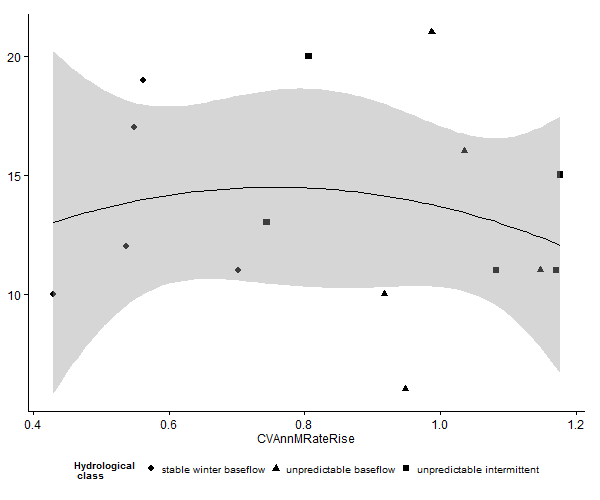 20
15
10
0.4 0.6 0.8 1.0 1.2
CVAnnMRateRise
Hydrological
class
stable winter baseflow unpredictable baseflow unpredictable intermittent